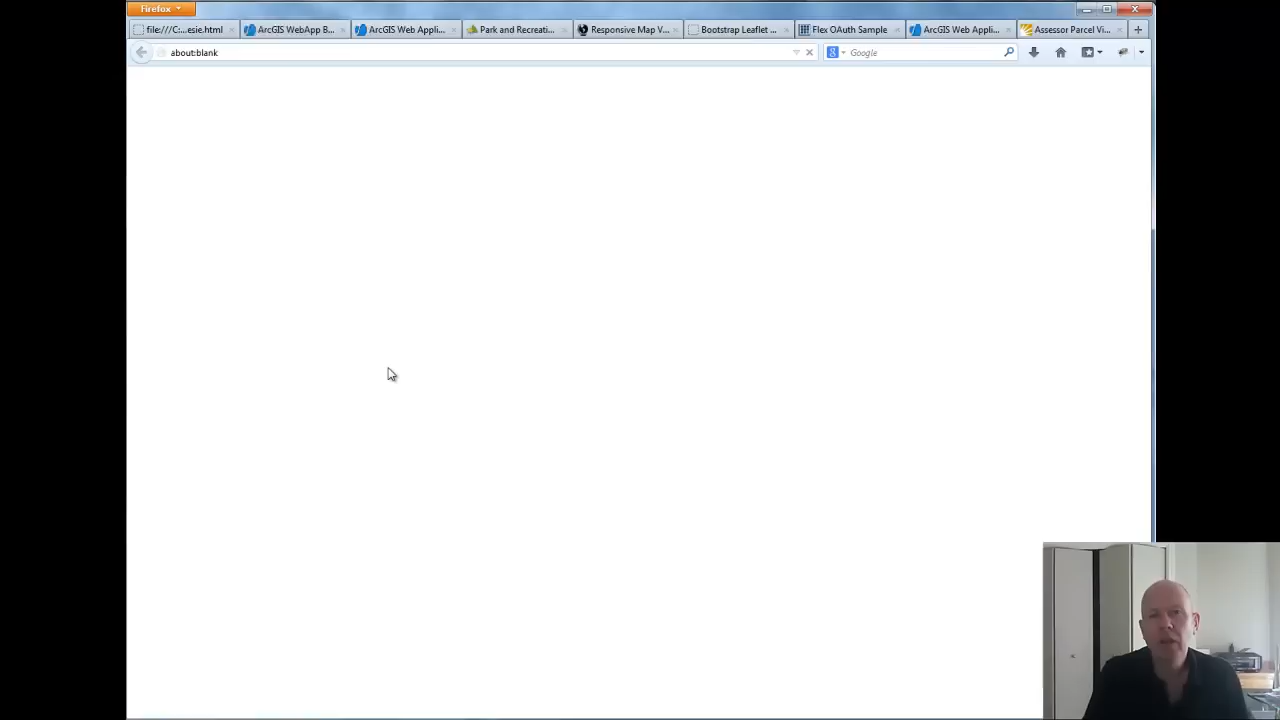 Firefox
file:///C:...esie.html
ArcGIS WebApp B...
ArcGIS Web Appli...
Park and Recreati...
Responsive Map V...
Bootstrap Leaflet ...
Flex OAuth Sample
ArcGIS Web Appli...
Assessor Parcel Vi...
about:blank
Google